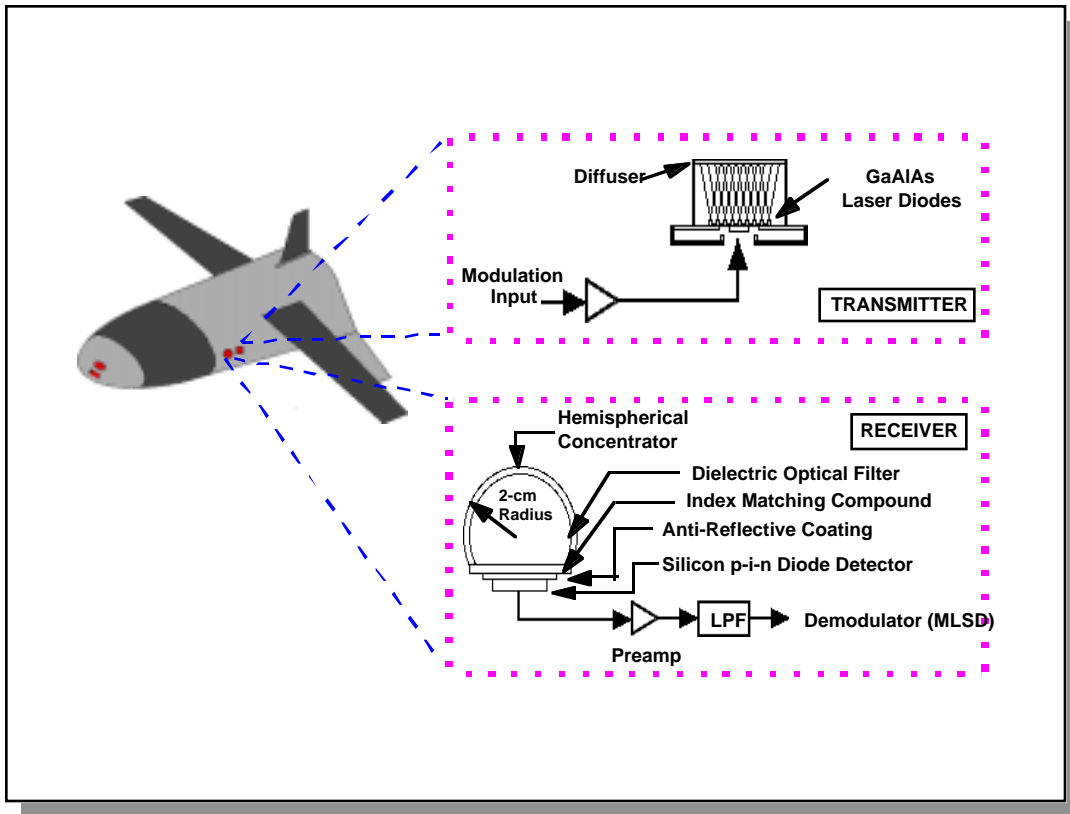 Diffuser
GaAlAs
Laser Diodes
Modulation
Input
TRANSMITTER
Hemispherical
Concentrator
RECEIVER
2-cm
Radius
Dielectric Optical Filter
Index Matching Compound
Anti-Reflective Coating
Silicon p-i-n Diode Detector
LPF
Demodulator (MLSD)
Preamp